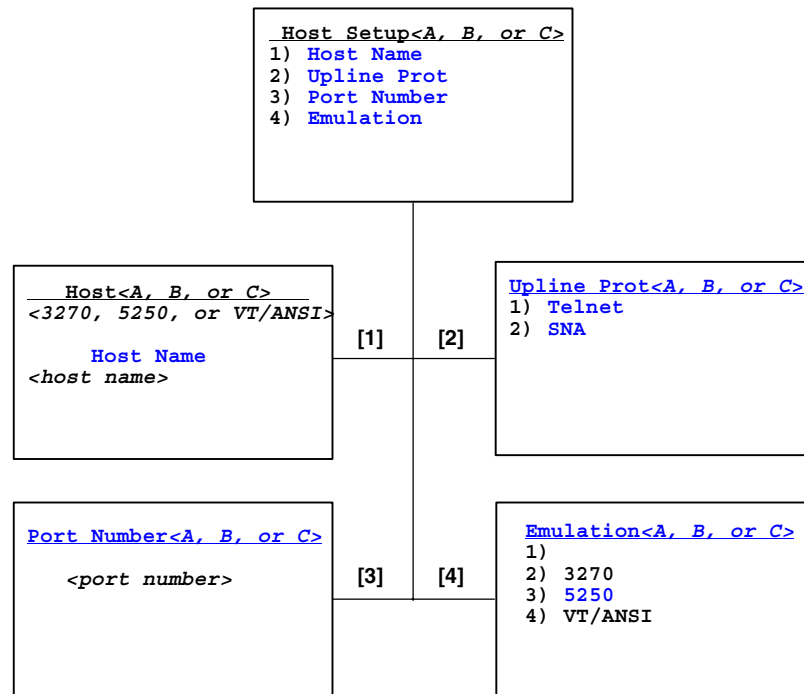 Host Setup<A, B, or C>
1) Host Name
2) Upline Prot
3) Port Number
4) Emulation
Host<A, B, or C>
<3270, 5250, or VT/ANSI>
Host Name
<host name>
[1]
[2]
Upline Prot<A, B, or C>
1) Telnet
2) SNA
Port Number<A, B, or C>
<port number>
[3]
[4]
Emulation<A, B, or C>
1)
2) 3270
3) 5250
4) VT/ANSI